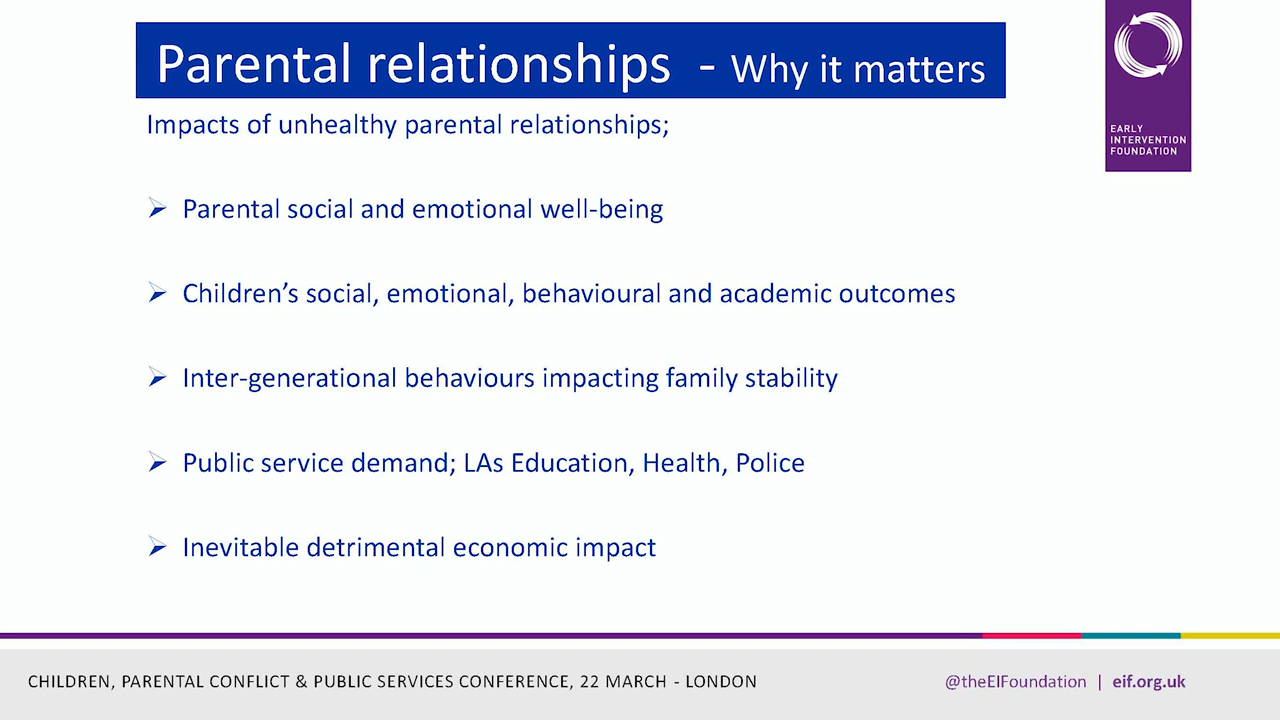 Parental relationships - Why it matters
EARLY
INTERVENTION
FOUNDATION
Impacts of unhealthy parental relationships;
Parental social and emotional well-being
Children’s social, emotional, behavioural and academic outcomes
Inter-generational behaviours impacting family stability
Public service demand; LAs Education, Health, Police
Inevitable detrimental economic impact
CHILDREN, PARENTAL CONFLICT & PUBLIC SERVICES CONFERENCE, 22 MARCH - LONDON
@theEIFoundation | eif.org.uk